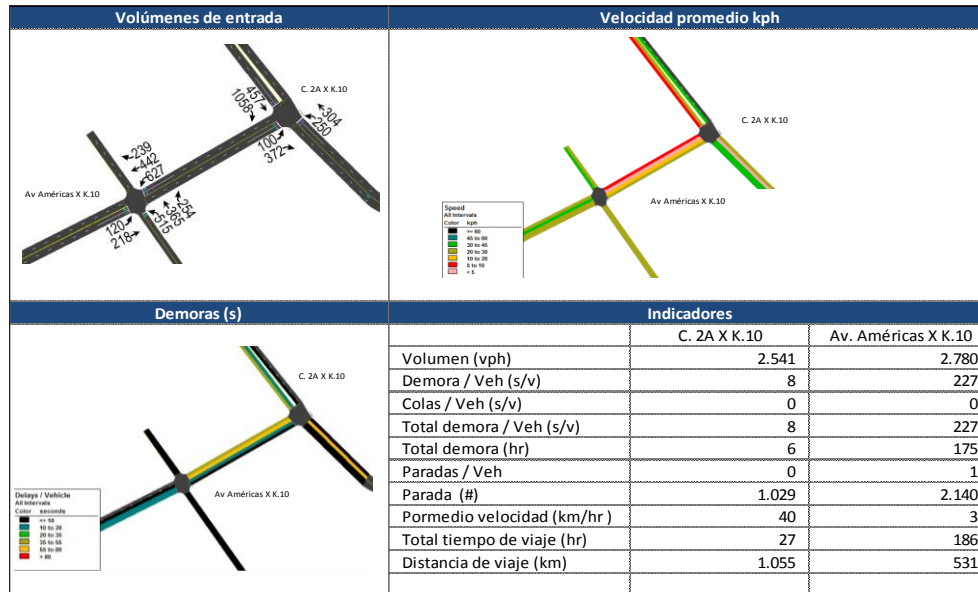 Volúmenes de entrada
Velocidad promedio kph
C. 2A X K.10
457
1058
304
250
100
372
239
442
627
Av Américas X K.10
254
365
315
120
218
C. 2A X K.10
Av Américas X K.10
Speed
All Intervals
Color kph
>= 60
45 to 60
30 to 45
20 to 30
10 to 20
5 to 10
< 5
Demoras (s)
Indicadores
C. 2A X K.10
Av Américas X K.10
Delays / Vehicle
All Intervals
Color seconds
<= 10
10 to 20
20 to 35
35 to 55
55 to 80
> 80
C. 2A X K.10 Av. Américas X K.10
Volumen (vph) 2.541 2.780
Demora / Veh (s/v) 8 227
Colas / Veh (s/v) 0 0
Total demora / Veh (s/v) 8 227
Total demora (hr) 6 175
Paradas / Veh 0 1
Parada (#) 1.029 2.140
Pormedio velocidad (km/hr ) 40 3
Total tiempo de viaje (hr) 27 186
Distancia de viaje (km) 1.055 531